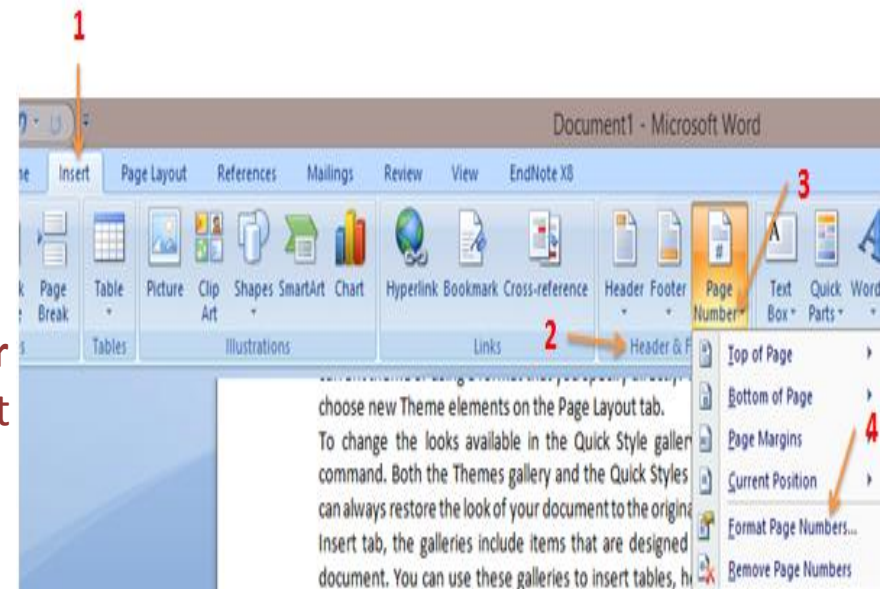 1
Document1 - Microsoft Word
Insert Page Layout References Mailings Review View EndNote X8
3
Page Break Table Picture Clip Art Shapes SmartArt Chart Hyperlink Bookmark Cross-reference Header Footer Page Number Text Box Quick Parts
2
Tables Illustrations Links Header & F
Top of Page
Bottom of Page
4
Page Margins
Current Position
Format Page Numbers...
Remove Page Numbers
choose new Theme elements on the Page Layout tab.
To change the looks available in the Quick Style galler
command. Both the Themes gallery and the Quick Styles
can always restore the look of your document to the origina
Insert tab, the galleries include items that are designed
document. You can use these galleries to insert tables, he